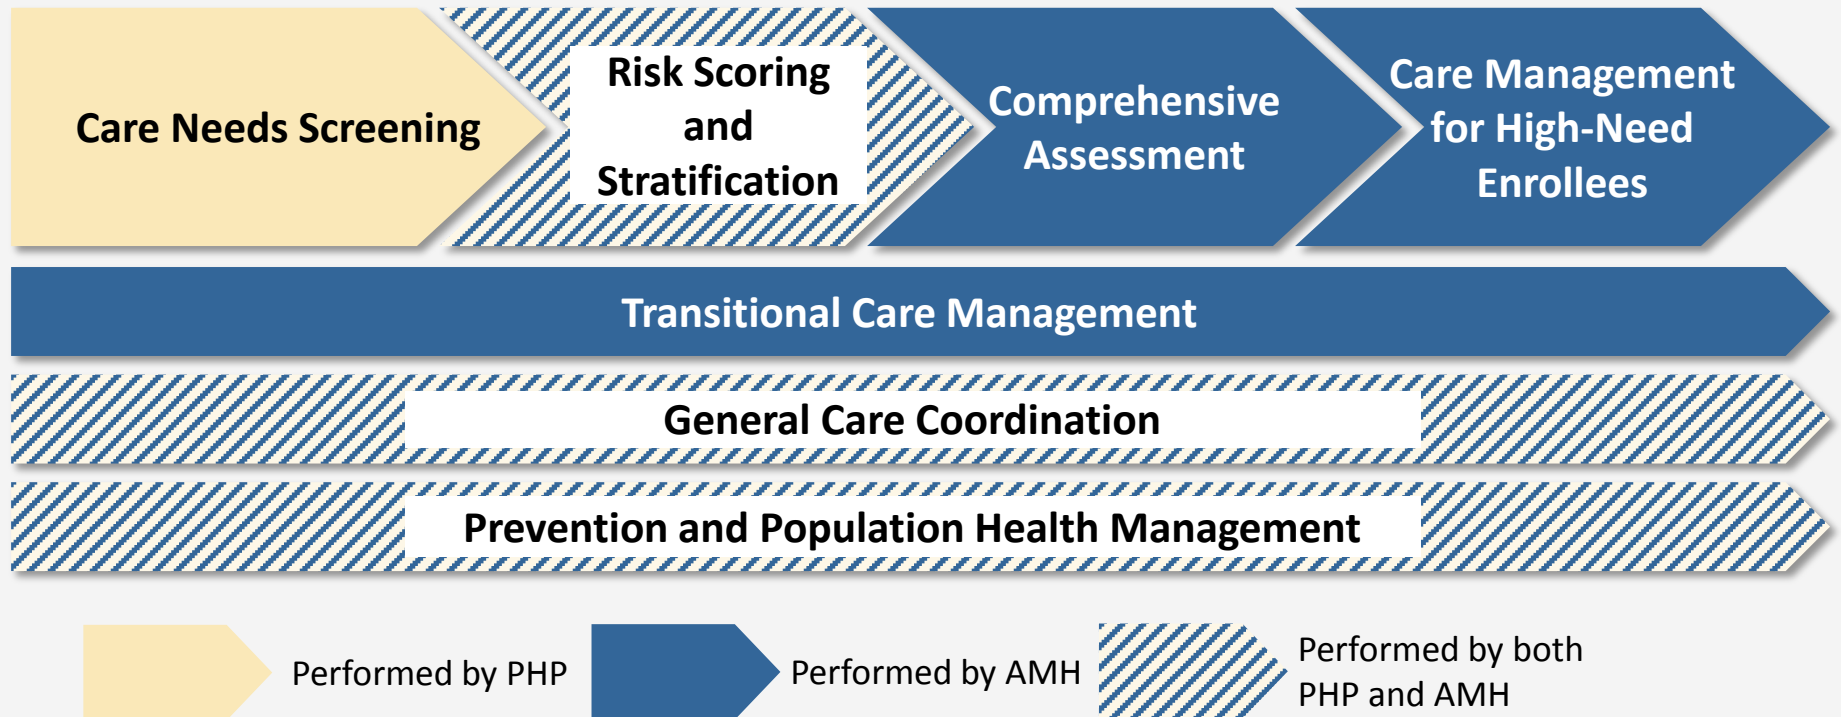 Care Needs Screening
Risk Scoring
and
Stratification
Comprehensive
Assessment
Care Management
for High-Need
Enrollees
Transitional Care Management
General Care Coordination
Prevention and Population Health Management
Performed by PHP
Performed by AMH
Performed by both
PHP and AMH